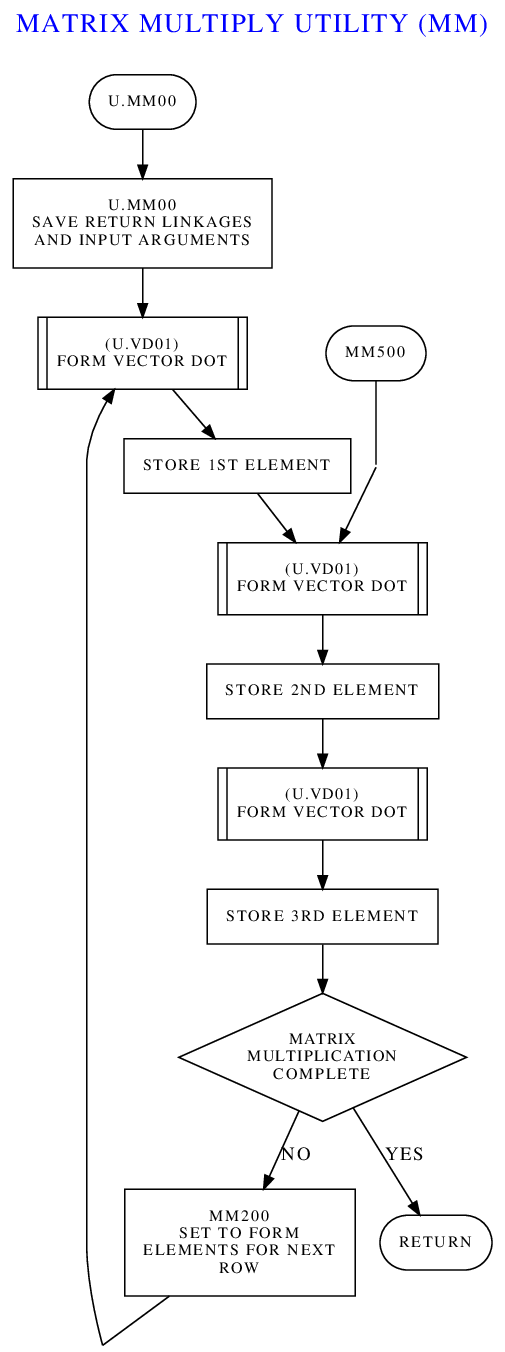 MATRIX MULTIPLY UTILITY (MM)
U.MM00
U.MM00
SAVE RETURN LINKAGES
AND INPUT ARGUMENTS
(U.VD01)
FORM VECTOR DOT
MM500
STORE 1ST ELEMENT
(U.VD01)
FORM VECTOR DOT
STORE 2ND ELEMENT
(U.VD01)
FORM VECTOR DOT
STORE 3RD ELEMENT
MATRIX
MULTIPLICATION
COMPLETE
NO
YES
MM200
SET TO FORM
ELEMENTS FOR NEXT
ROW
RETURN